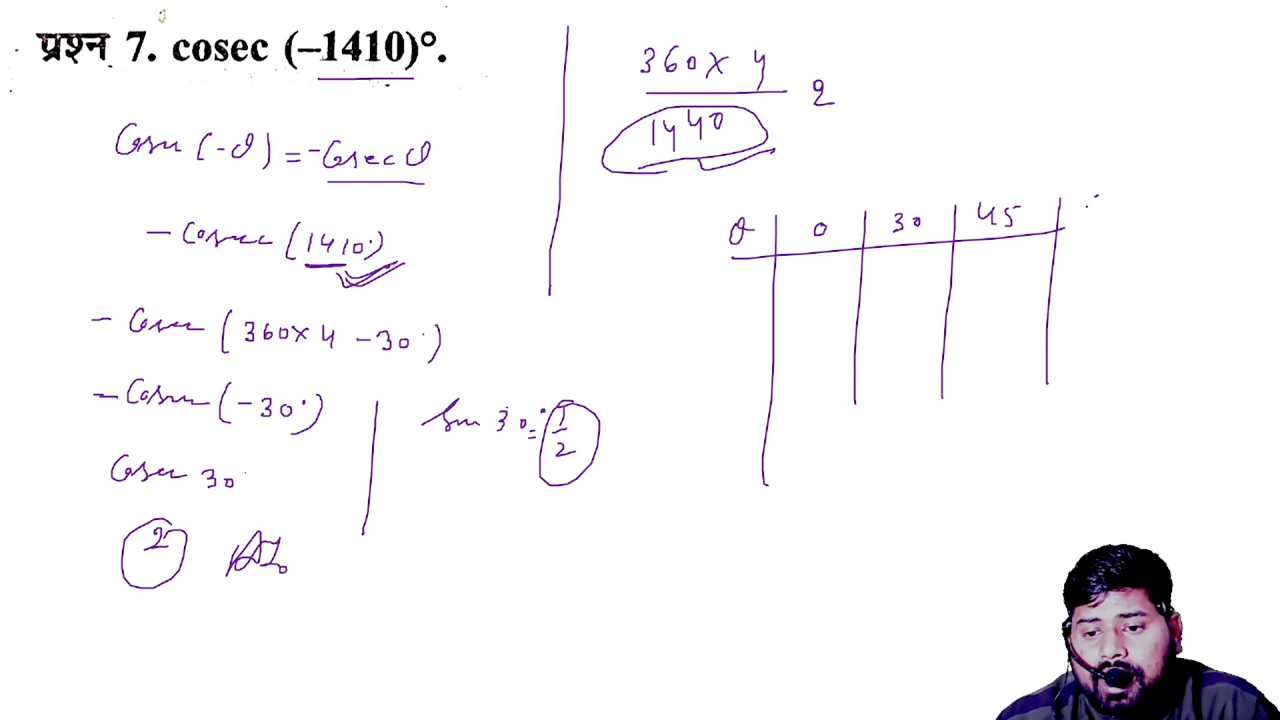 प्रश्न 7. cosec (–1410)°.
Cosec (-θ) = -Cosec θ
- Cosec (1410°)
- Cosec (360 x 4 - 30°)
- Cosec (-30°)
Cosec 30°
2
Sin 30° = 1/2
360 x 4
1440
2
θ 0 30 45